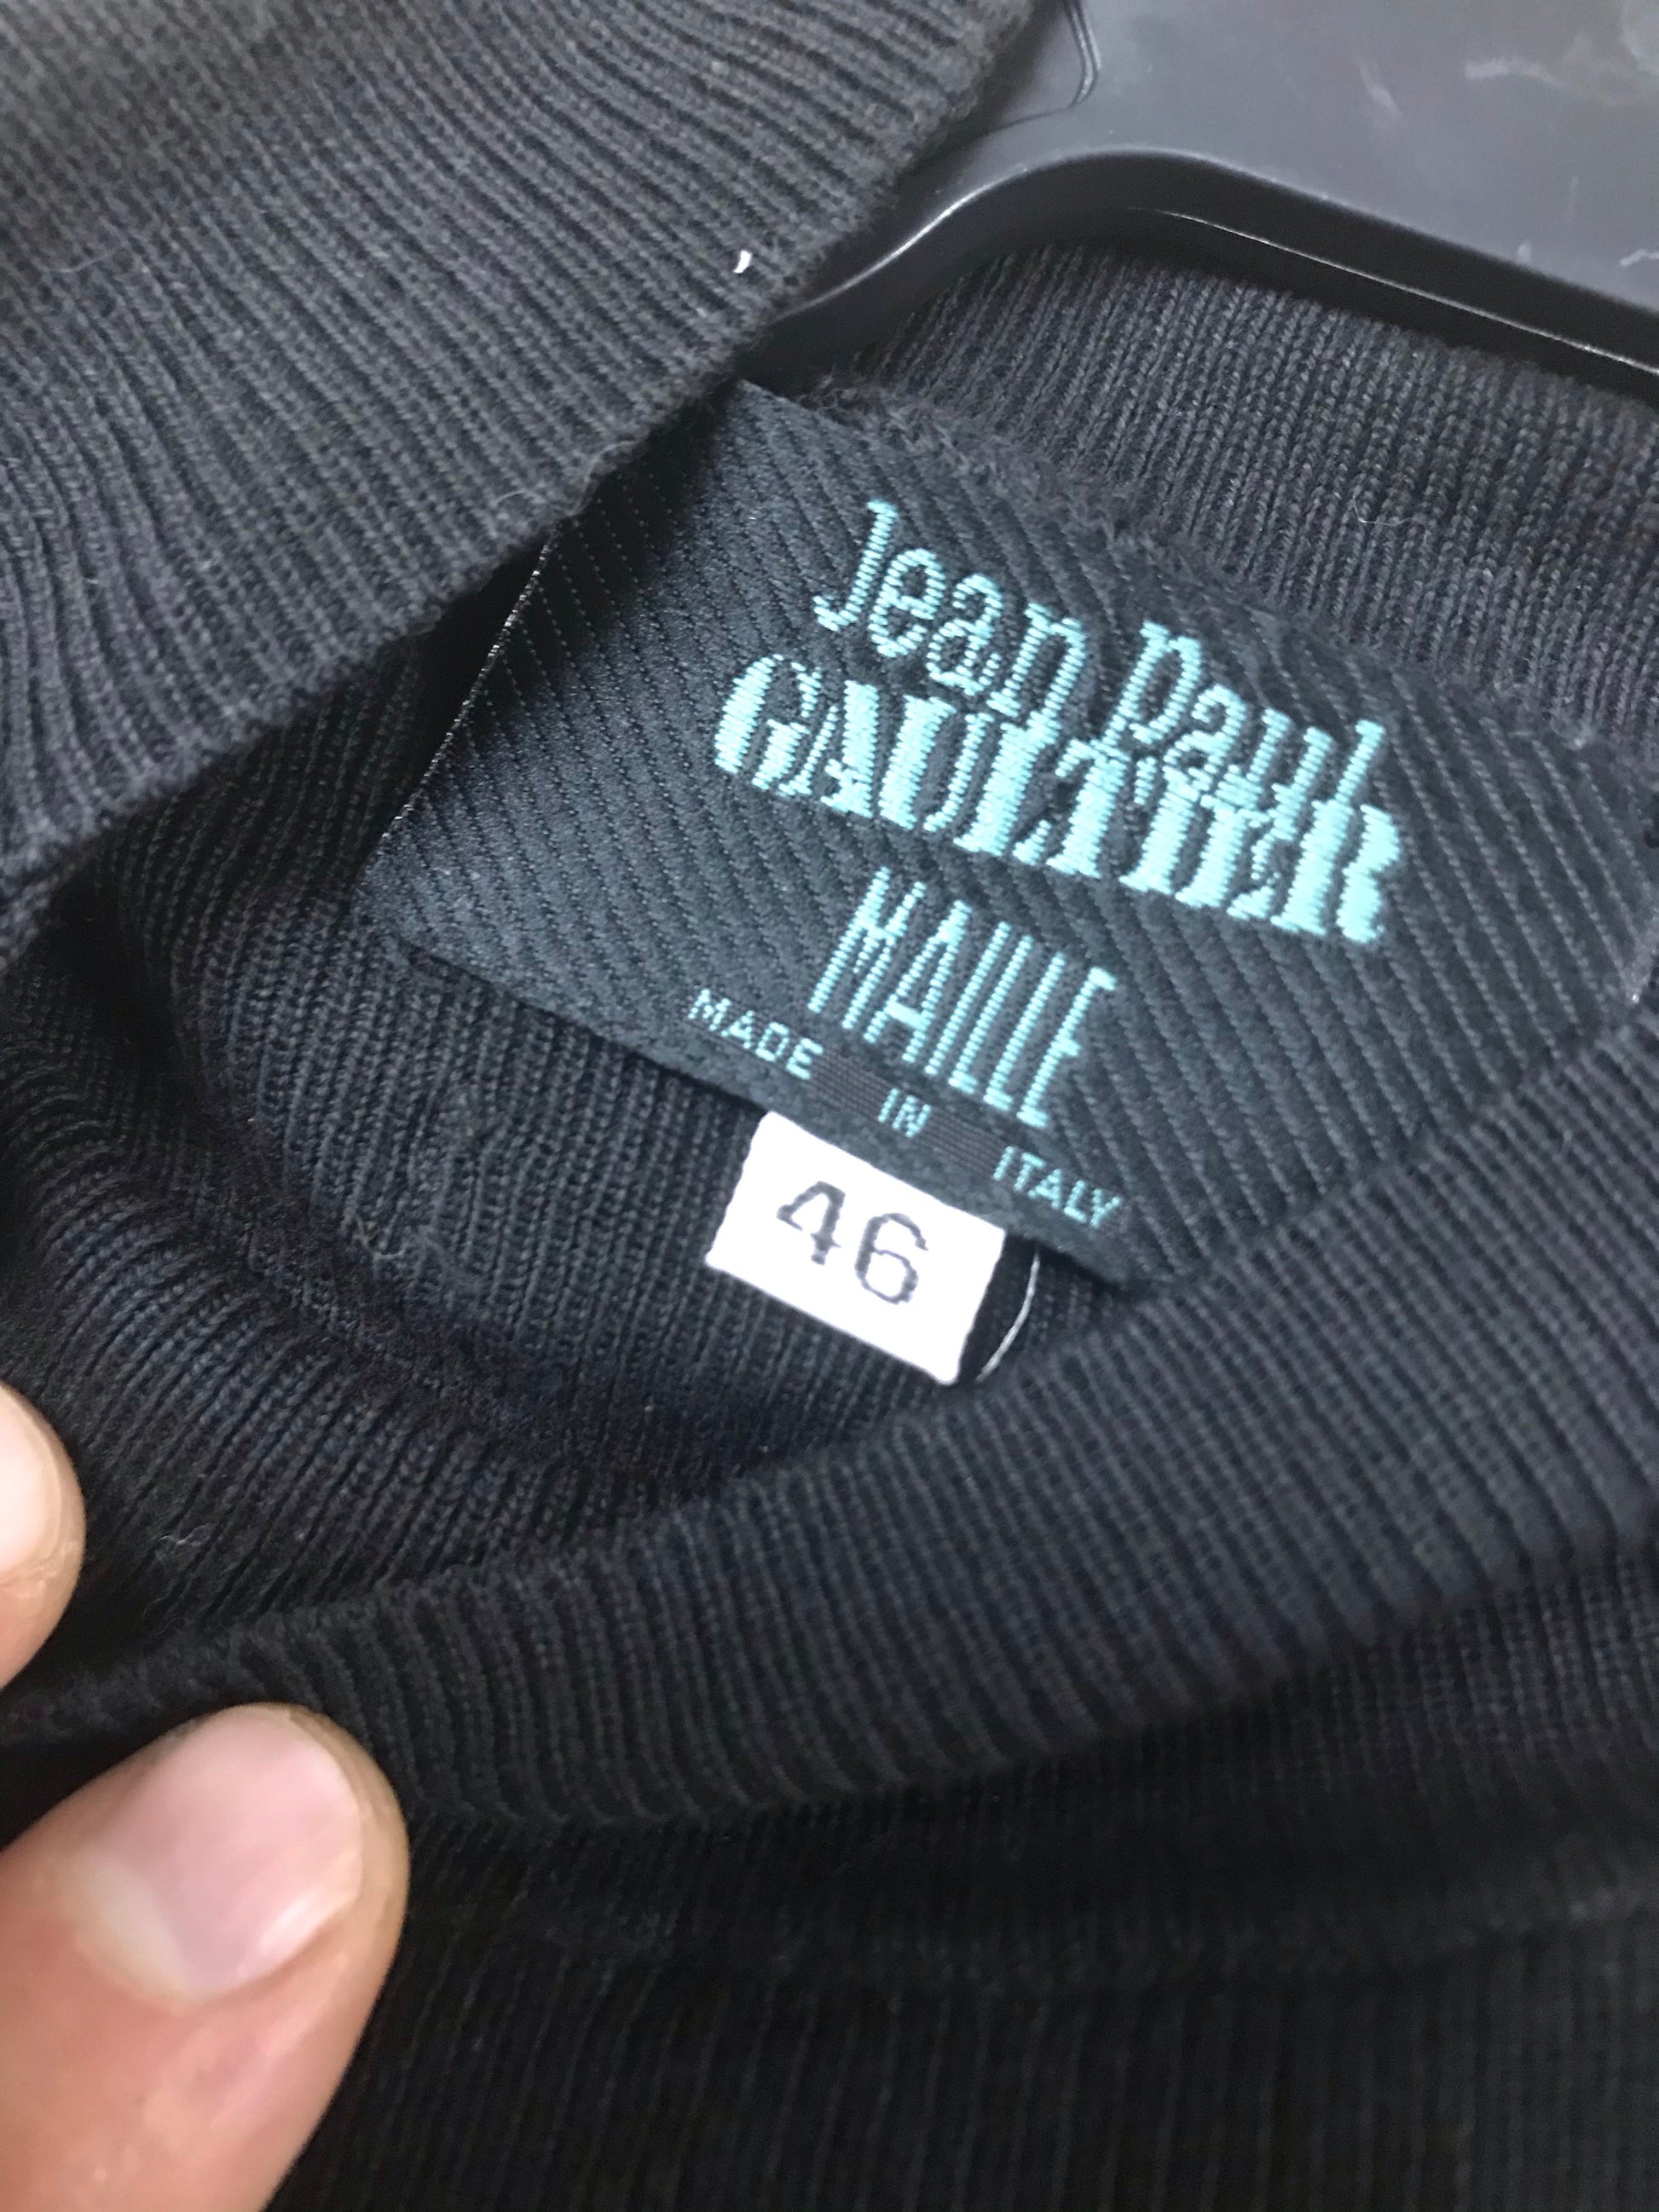 Jean Paul
GAULTIER
MAILLE
MADE IN ITALY
46